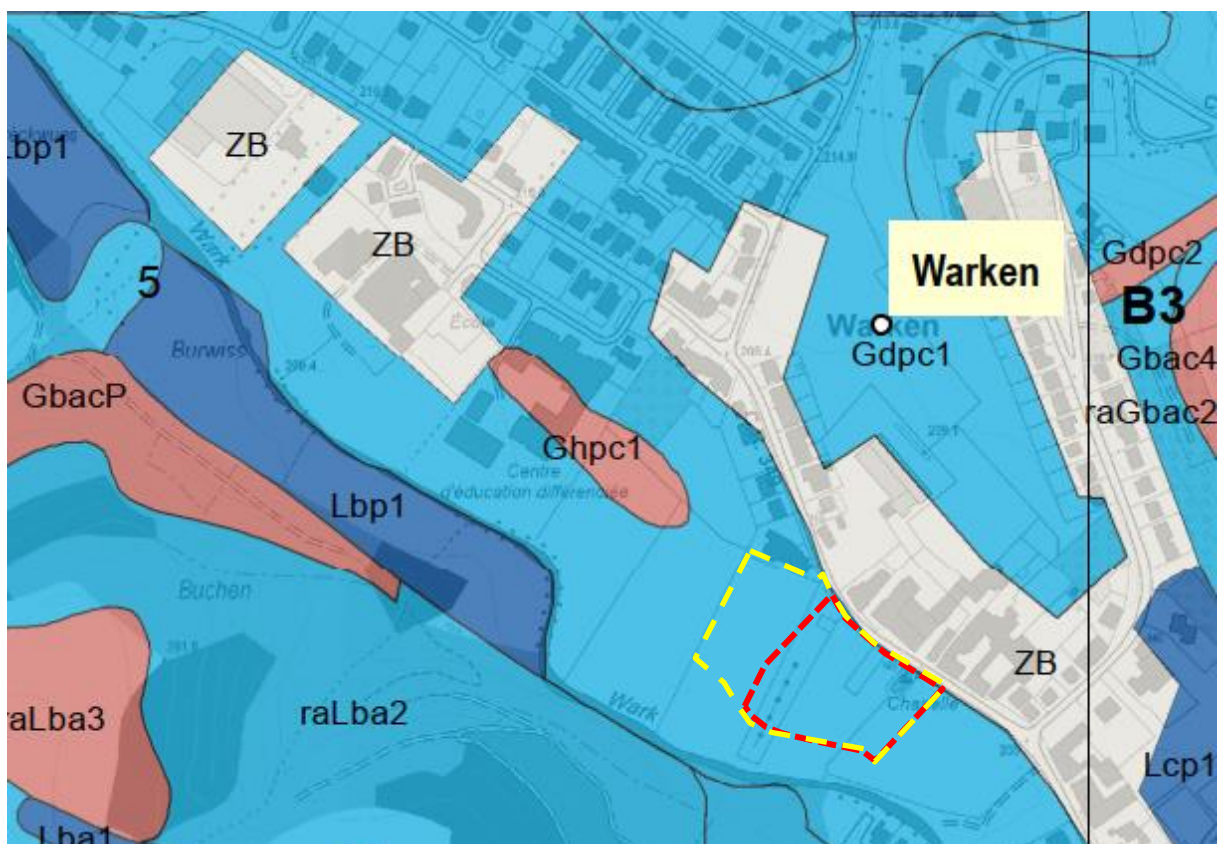 ZB
Lbp1
ZB
Wark
Warken
Gdpc2
5
B3
Warken
École
Burwiss
Gdpc1
Gbac4
GbacP
raGbac2
Ghpc1
Centre
d'éducation différenciée
Lbp1
Buchen
ZB
raLba2
Wark
Chapelle
raLba3
Lcp1
Lba1